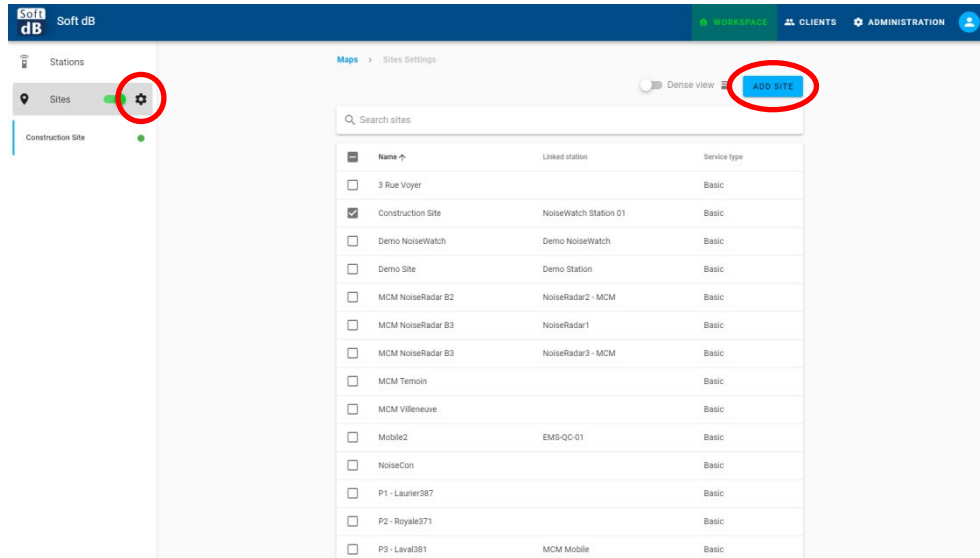 Soft dB
Soft dB
WORKSPACE
CLIENTS
ADMINISTRATION
Stations
Sites
Construction Site
Maps > Sites Settings
Dense view
ADD SITE
Search sites
Name Linked station Service type
3 Rue Voyer Basic
Construction Site NoiseWatch Station 01 Basic
Demo NoiseWatch Demo NoiseWatch Basic
Demo Site Demo Station Basic
MCM NoiseRadar B2 NoiseRadar2 - MCM Basic
MCM NoiseRadar B3 NoiseRadar1 Basic
MCM NoiseRadar B3 NoiseRadar3 - MCM Basic
MCM Temoin Basic
MCM Villeneuve Basic
Mobile2 EMS-QC-01 Basic
NoiseCon Basic
P1 - Laurier387 Basic
P2 - Royale371 Basic
P3 - Laval381 MCM Mobile Basic